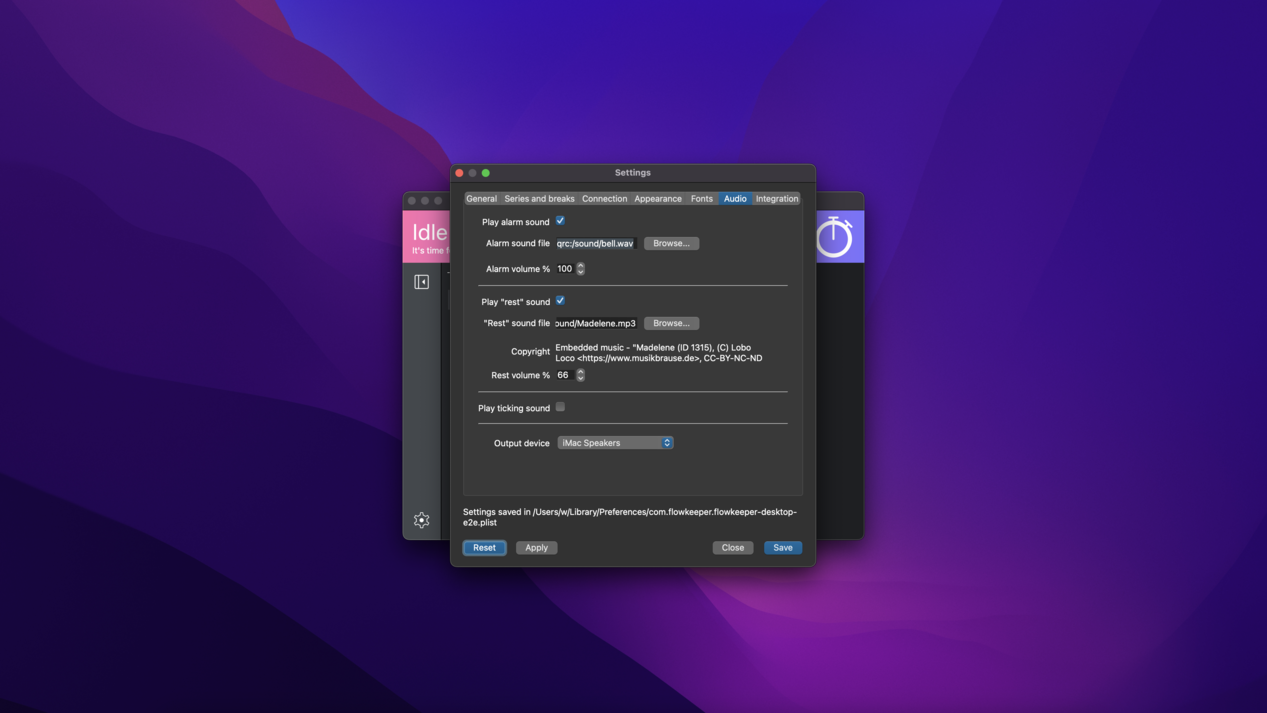 Settings
General Series and breaks Connection Appearance Fonts Audio Integration
Idle
It's time
Play alarm sound
Alarm sound file qrc:/sound/bell.wav Browse...
Alarm volume % 100
Play "rest" sound
"Rest" sound file ound/Madelene.mp3 Browse...
Copyright Embedded music - "Madelene (ID 1315), (C) Lobo
Loco <https://www.musikbrause.de>, CC-BY-NC-ND
Rest volume % 66
Play ticking sound
Output device iMac Speakers
Settings saved in /Users/w/Library/Preferences/com.flowkeeper.flowkeeper-desktop-
e2e.plist
Reset Apply Close Save